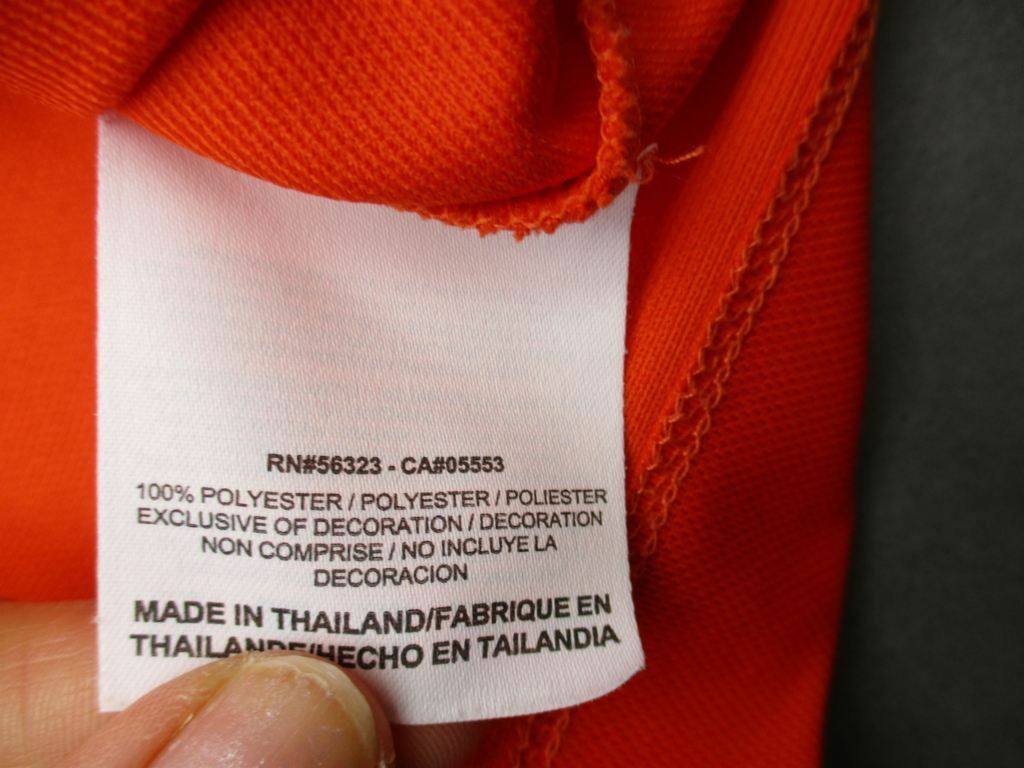 RN#56323 - CA#05553
100% POLYESTER / POLYESTER / POLIESTER
EXCLUSIVE OF DECORATION / DECORATION
NON COMPRISE / NO INCLUYE LA
DECORACION
MADE IN THAILAND/FABRIQUE EN
THAILANDE/HECHO EN TAILANDIA